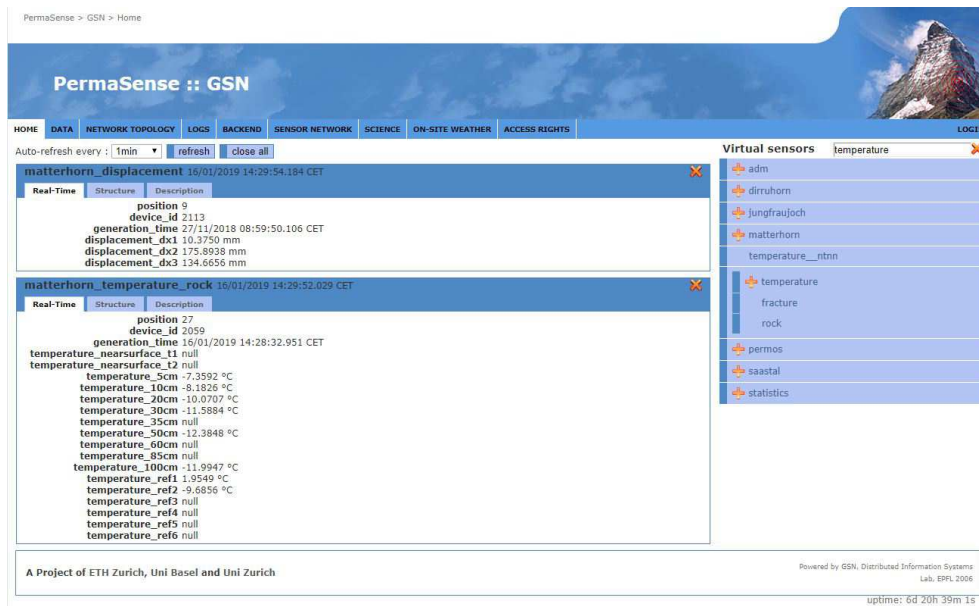 PermaSense > GSN > Home
PermaSense :: GSN
HOME DATA NETWORK TOPOLOGY LOGS BACKEND SENSOR NETWORK SCIENCE ON-SITE WEATHER ACCESS RIGHTS LOGI
Auto-refresh every : 1min refresh close all
matterhorn_displacement 16/01/2019 14:29:54.184 CET
Real-Time Structure Description
position 9
device_id 2113
generation_time 27/11/2018 08:59:50.106 CET
displacement_dx1 10.3750 mm
displacement_dx2 175.8938 mm
displacement_dx3 134.6656 mm
matterhorn_temperature_rock 16/01/2019 14:29:52.029 CET
Real-Time Structure Description
position 27
device_id 2059
generation_time 16/01/2019 14:28:32.951 CET
temperature_nearsurface_t1 null
temperature_nearsurface_t2 null
temperature_5cm -7.3592 °C
temperature_10cm -8.1826 °C
temperature_20cm -10.0707 °C
temperature_30cm -11.5884 °C
temperature_35cm null
temperature_50cm -12.3848 °C
temperature_60cm null
temperature_85cm null
temperature_100cm -11.9947 °C
temperature_ref1 1.9549 °C
temperature_ref2 -9.6856 °C
temperature_ref3 null
temperature_ref4 null
temperature_ref5 null
temperature_ref6 null
Virtual sensors temperature
adm
dirruhorn
jungfraujoch
matterhorn
temperature__ntnn
temperature
fracture
rock
permos
saastal
statistics
A Project of ETH Zurich, Uni Basel and Uni Zurich
Powered by GSN, Distributed Information Systems
Lab, EPFL 2006
uptime: 6d 20h 39m 1s